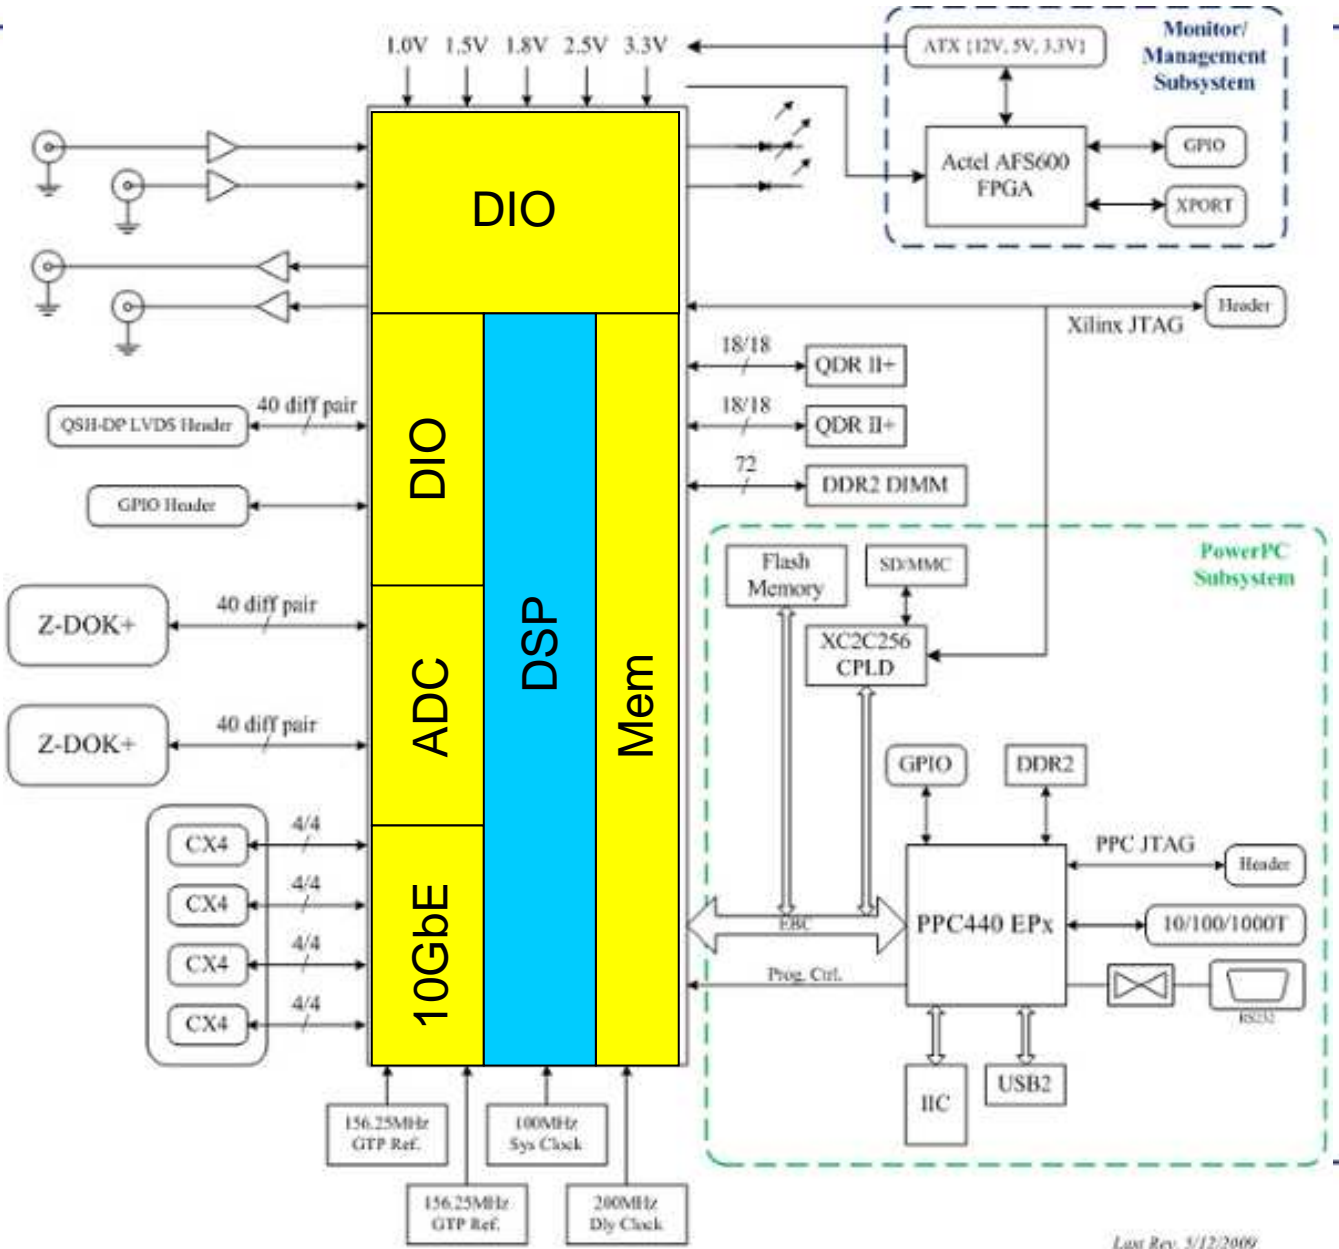 1.0V 1.5V 1.8V 2.5V 3.3V
ATX {12V, 5V, 3.3V}
Monitor/
Management
Subsystem
Actel AFS600
FPGA
GPIO
XPORT
DIO
Xilinx JTAG
Header
18/18
QDR II+
18/18
QDR II+
72
DDR2 DIMM
QSH-DP LVDS Header
40 diff pair
GPIO Header
DIO
Z-DOK+
40 diff pair
Z-DOK+
40 diff pair
ADC
DSP
Mem
CX4
4/4
CX4
4/4
CX4
4/4
CX4
4/4
10GbE
PowerPC
Subsystem
Flash
Memory
SD/MMC
XC2C256
CPLD
GPIO
DDR2
PPC JTAG
Header
EBC
PPC440 EPx
10/100/1000T
Prog. Ctrl.
RS232
IIC
USB2
156.25MHz
GTP Ref.
100MHz
Sys Clock
156.25MHz
GTP Ref.
200MHz
Dly Clock
Last Rev. 5/12/2009